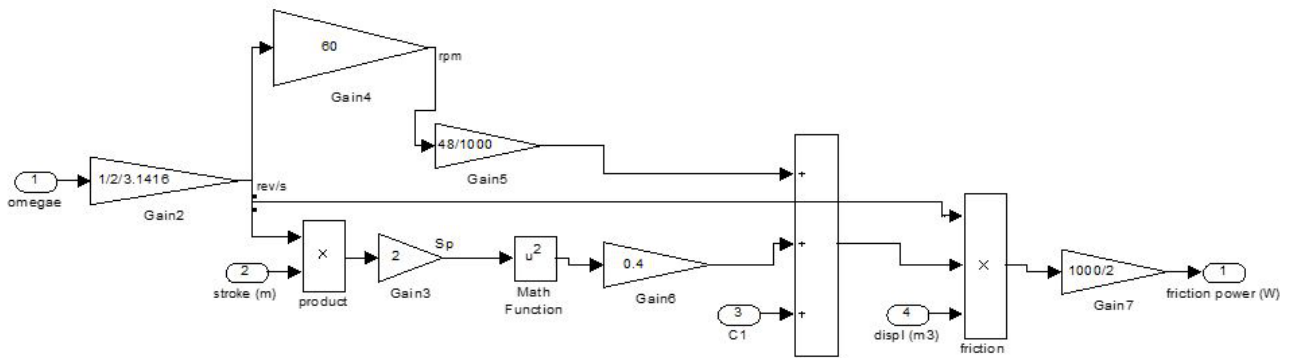 60
rpm
Gain4
48/1000
Gain5
1
omegae
1/2/3.1416
Gain2
rev/s
+
×
2
stroke (m)
product
2
Gain3
Sp
u²
Math
Function
0.4
Gain6
+
3
C1
+
×
4
displ (m3)
friction
1000/2
Gain7
1
friction power (W)